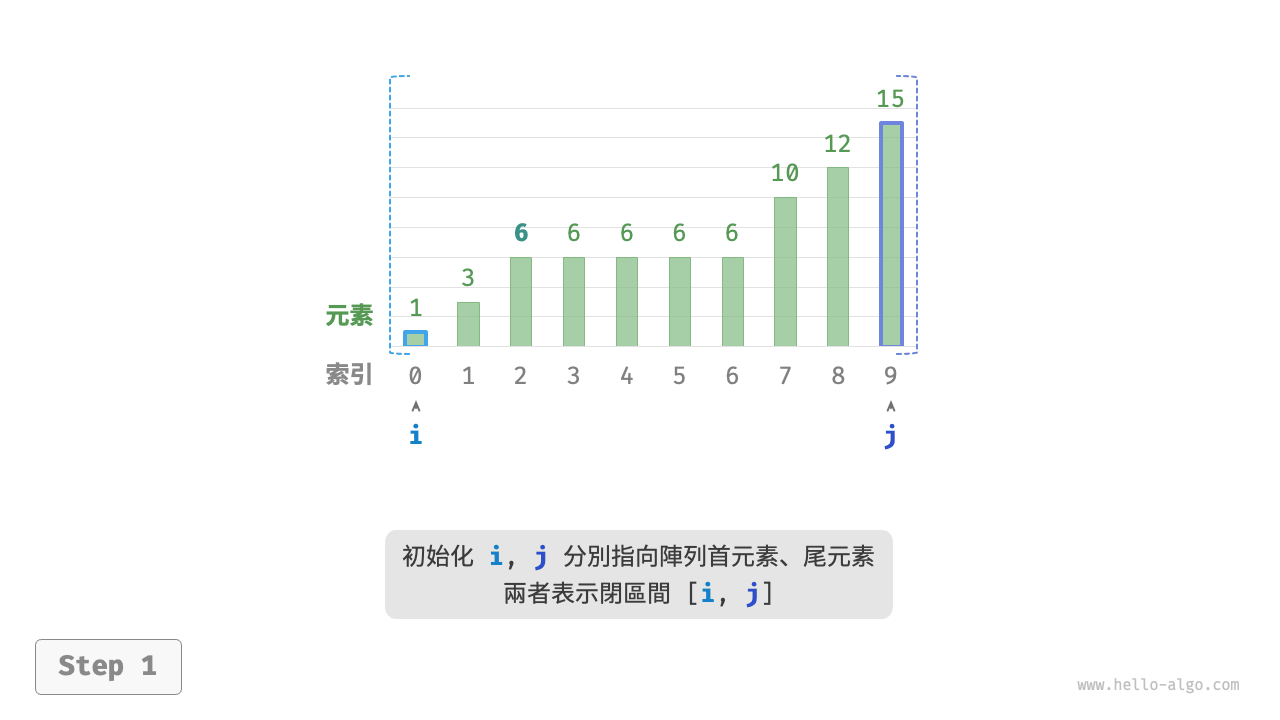 15
12
10
6 6 6 6 6
3
1
元素
索引 0 1 2 3 4 5 6 7 8 9
i j
初始化 i, j 分別指向陣列首元素、尾元素
兩者表示閉區間 [i, j]
Step 1
www.hello-algo.com